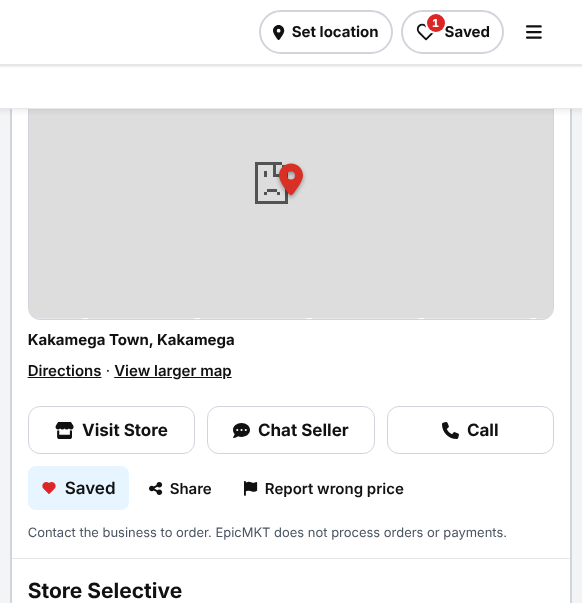 Set location
1
Saved
Kakamega Town, Kakamega
Directions · View larger map
Visit Store
Chat Seller
Call
Saved
Share
Report wrong price
Contact the business to order. EpicMKT does not process orders or payments.
Store Selective